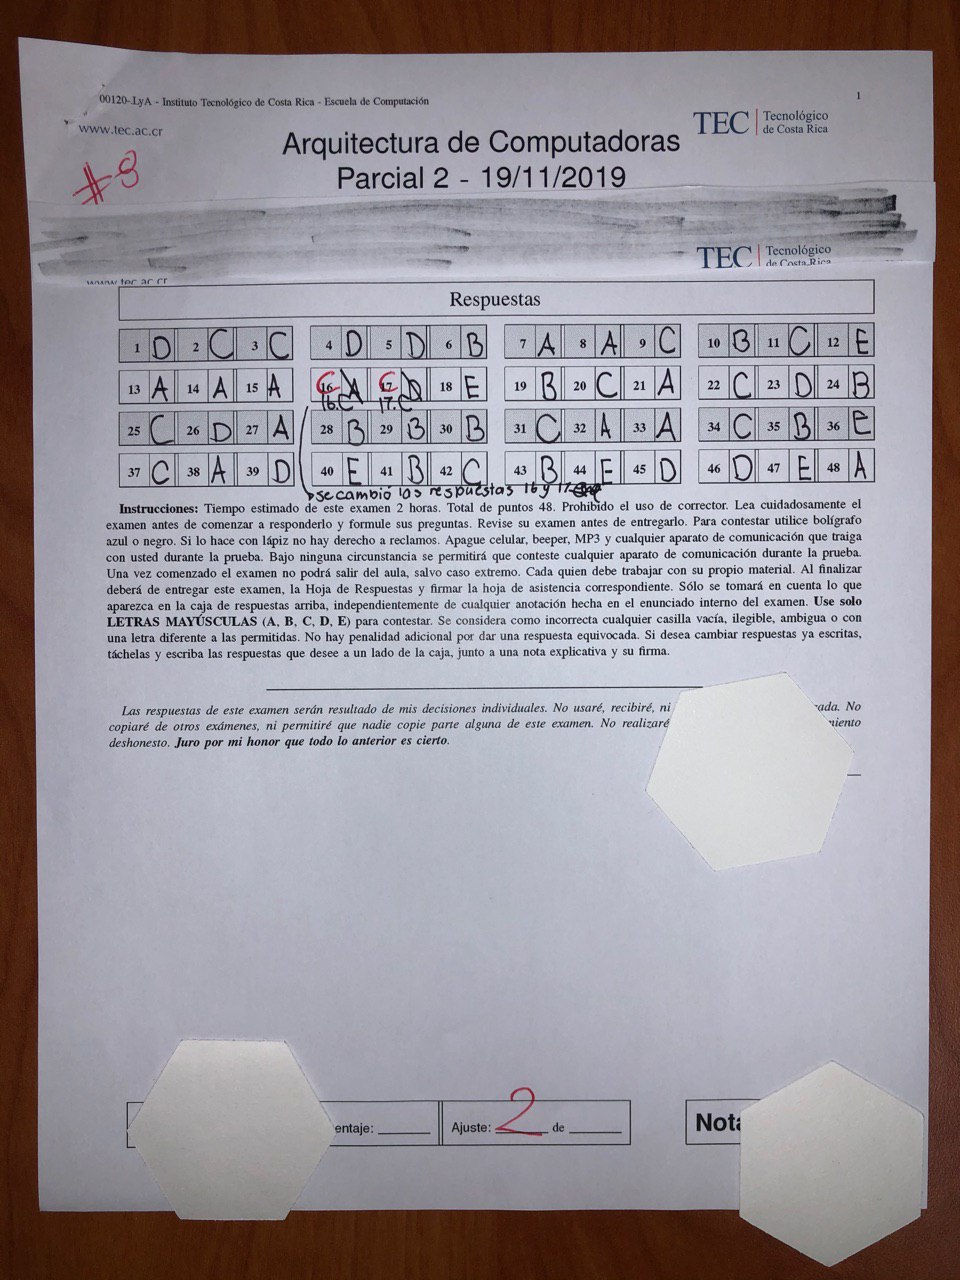 00120-LyA - Instituto Tecnológico de Costa Rica - Escuela de Computación
1
www.tec.ac.cr
TEC | Tecnológico
de Costa Rica
Arquitectura de Computadoras
Parcial 2 - 19/11/2019
#8
TEC | Tecnológico
de Costa Rica
www.tec.ac.cr
Respuestas
1 D 2 C 3 C 4 D 5 D 6 B 7 A 8 A 9 C 10 B 11 C 12 E
13 A 14 A 15 A 16 C A 17 C D 18 E 19 B 20 C 21 A 22 C 23 D 24 B
16. C 17. C
25 C 26 D 27 A 28 B 29 B 30 B 31 C 32 A 33 A 34 C 35 B 36 e
37 C 38 A 39 D 40 E 41 B 42 C 43 B 44 E 45 D 46 D 47 E 48 A
se cambió las respuestas 16 y 17
Instrucciones: Tiempo estimado de este examen 2 horas. Total de puntos 48. Prohibido el uso de corrector. Lea cuidadosamente el
examen antes de comenzar a responderlo y formule sus preguntas. Revise su examen antes de entregarlo. Para contestar utilice bolígrafo
azul o negro. Si lo hace con lápiz no hay derecho a reclamos. Apague celular, beeper, MP3 y cualquier aparato de comunicación que traiga
con usted durante la prueba. Bajo ninguna circunstancia se permitirá que conteste cualquier aparato de comunicación durante la prueba.
Una vez comenzado el examen no podrá salir del aula, salvo caso extremo. Cada quien debe trabajar con su propio material. Al finalizar
deberá de entregar este examen, la Hoja de Respuestas y firmar la hoja de asistencia correspondiente. Sólo se tomará en cuenta lo que
aparezca en la caja de respuestas arriba, independientemente de cualquier anotación hecha en el enunciado interno del examen. Use solo
LETRAS MAYÚSCULAS (A, B, C, D, E) para contestar. Se considera como incorrecta cualquier casilla vacía, ilegible, ambigua o con
una letra diferente a las permitidas. No hay penalidad adicional por dar una respuesta equivocada. Si desea cambiar respuestas ya escritas,
táchelas y escriba las respuestas que desee a un lado de la caja, junto a una nota explicativa y su firma.
Las respuestas de este examen serán resultado de mis decisiones individuales. No usaré, recibiré, ni ada. No
copiaré de otros exámenes, ni permitiré que nadie copie parte alguna de este examen. No realizaré miento
deshonesto. Juro por mi honor que todo lo anterior es cierto.
entaje: ______ Ajuste: 2 de ______
Nota